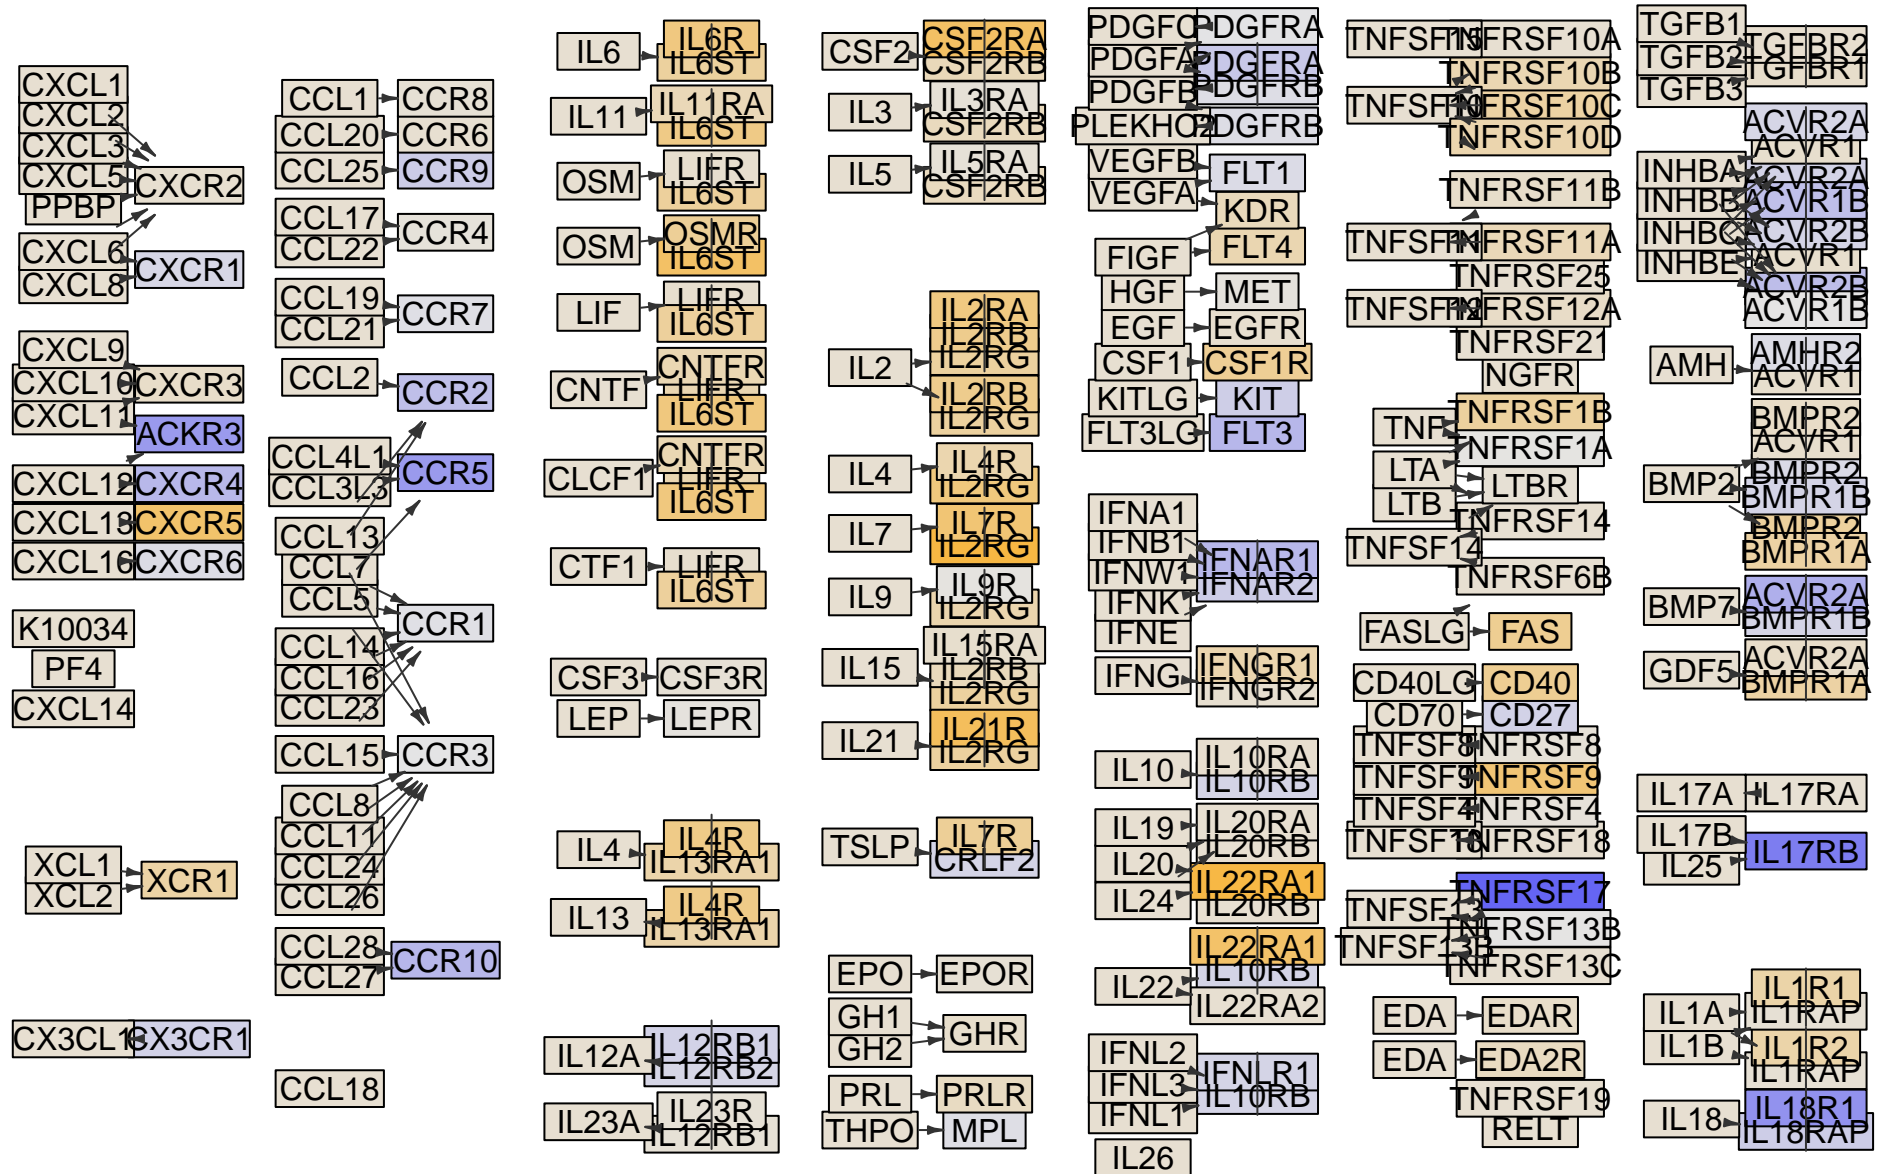 CXCL1
CXCL2
CXCL3
CXCL5
PPBP
CXCL6
CXCL8
CXCR2
CXCR1
CXCL9
CXCL10
CXCL11
CXCR3
ACKR3
CXCL12
CXCR4
CXCL13
CXCR5
CXCL16
CXCR6
K10034
PF4
CXCL14
XCL1
XCL2
XCR1
CX3CL1
CX3CR1
CCL1
CCR8
CCL20
CCR6
CCL25
CCR9
CCL17
CCL22
CCR4
CCL19
CCL21
CCR7
CCL2
CCR2
CCL4L1
CCL3L3
CCR5
CCL13
CCL7
CCL5
CCR1
CCL14
CCL16
CCL23
CCL15
CCR3
CCL8
CCL11
CCL24
CCL26
CCL28
CCL27
CCR10
CCL18
IL6
IL6R
IL6ST
IL11
IL11RA
IL6ST
OSM
LIFR
IL6ST
OSM
OSMR
IL6ST
LIF
LIFR
IL6ST
CNTF
CNTFR
LIFR
IL6ST
CLCF1
CNTFR
LIFR
IL6ST
CTF1
LIFR
IL6ST
CSF3
CSF3R
LEP
LEPR
IL4
IL4R
IL13RA1
IL13
IL4R
IL13RA1
IL12A
IL12RB1
IL12RB2
IL23A
IL23R
IL12RB1
CSF2
CSF2RA
CSF2RB
IL3
IL3RA
CSF2RB
IL5
IL5RA
CSF2RB
IL2
IL2RA
IL2RB
IL2RG
IL2RB
IL2RG
IL4
IL4R
IL2RG
IL7
IL7R
IL2RG
IL9
IL9R
IL2RG
IL15
IL15RA
IL2RB
IL2RG
IL21
IL21R
IL2RG
TSLP
IL7R
CRLF2
EPO
EPOR
GH1
GH2
GHR
PRL
PRLR
THPO
MPL
PDGFC
PDGFRA
PDGFA
PDGFRA
PDGFB
PDGFRB
PLEKHO2
PDGFRB
VEGFB
VEGFA
FLT1
KDR
FIGF
FLT4
HGF
MET
EGF
EGFR
CSF1
CSF1R
KITLG
KIT
FLT3LG
FLT3
IFNA1
IFNB1
IFNW1
IFNK
IFNE
IFNAR1
IFNAR2
IFNG
IFNGR1
IFNGR2
IL10
IL10RA
IL10RB
IL19
IL20
IL24
IL20RA
IL20RB
IL22RA1
IL20RB
IL22
IL22RA1
IL10RB
IL22RA2
IFNL2
IFNL3
IFNL1
IFNLR1
IL10RB
IL26
TNFSF15
TNFRSF10A
TNFRSF10B
TNFSF10
TNFRSF10C
TNFRSF10D
TNFRSF11B
TNFSF11
TNFRSF11A
TNFRSF25
TNFSF12
TNFRSF12A
TNFRSF21
NGFR
TNFRSF1B
TNF
TNFRSF1A
LTA
LTB
LTBR
TNFRSF14
TNFSF14
TNFRSF6B
FASLG
FAS
CD40LG
CD40
CD70
CD27
TNFSF8
TNFRSF8
TNFSF9
TNFRSF9
TNFSF4
TNFRSF4
TNFSF18
TNFRSF18
TNFRSF17
TNFSF13
TNFRSF13B
TNFSF13B
TNFRSF13C
EDA
EDAR
EDA
EDA2R
TNFRSF19
RELT
TGFB1
TGFB2
TGFB3
TGFBR2
TGFBR1
ACVR2A
ACVR1
INHBA
ACVR2A
INHBB
ACVR1B
INHBC
ACVR2B
INHBE
ACVR1
ACVR2B
ACVR1B
AMH
AMHR2
ACVR1
BMP2
BMPR2
ACVR1
BMPR2
BMPR1B
BMPR2
BMPR1A
BMP7
ACVR2A
BMPR1B
GDF5
ACVR2A
BMPR1A
IL17A
IL17RA
IL17B
IL25
IL17RB
IL1A
IL1B
IL1R1
IL1RAP
IL1R2
IL1RAP
IL18
IL18R1
IL18RAP